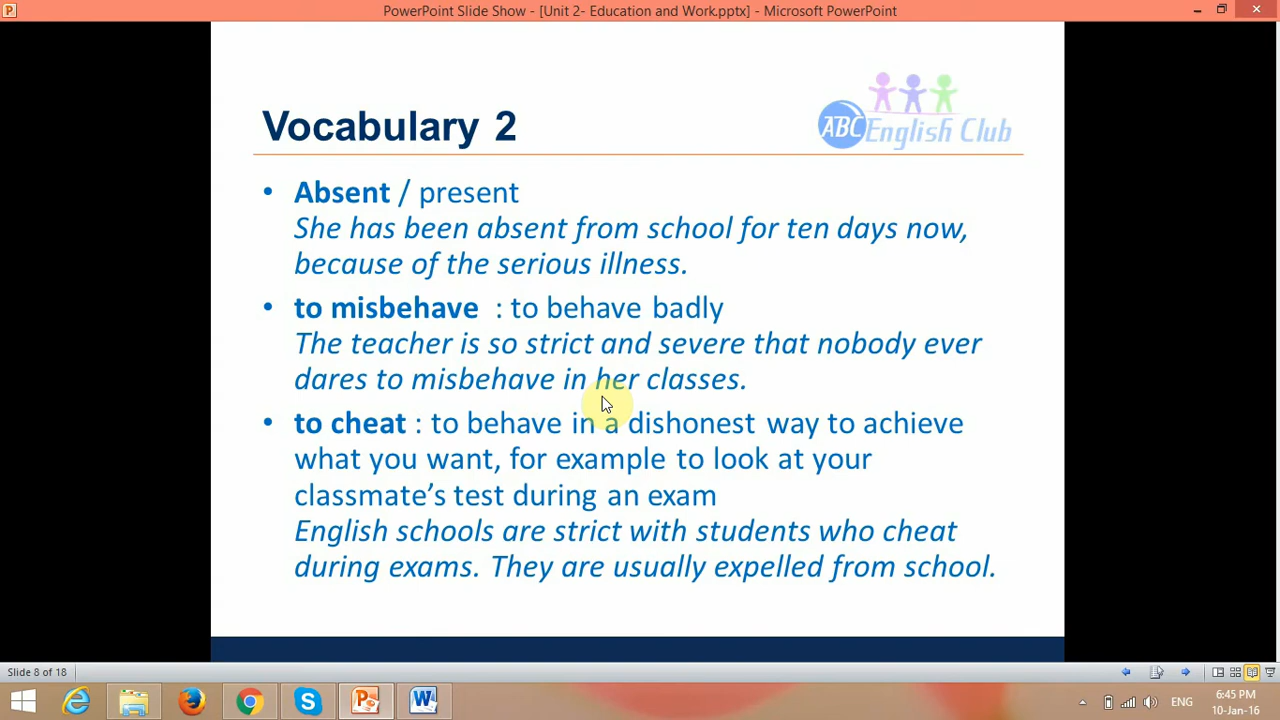 PowerPoint Slide Show - [Unit 2- Education and Work.pptx] - Microsoft PowerPoint
Vocabulary 2
ABC English Club
• Absent / present
She has been absent from school for ten days now,
because of the serious illness.
• to misbehave : to behave badly
The teacher is so strict and severe that nobody ever
dares to misbehave in her classes.
• to cheat : to behave in a dishonest way to achieve
what you want, for example to look at your
classmate's test during an exam
English schools are strict with students who cheat
during exams. They are usually expelled from school.
Slide 8 of 18
ENG
6:45 PM
10-Jan-16